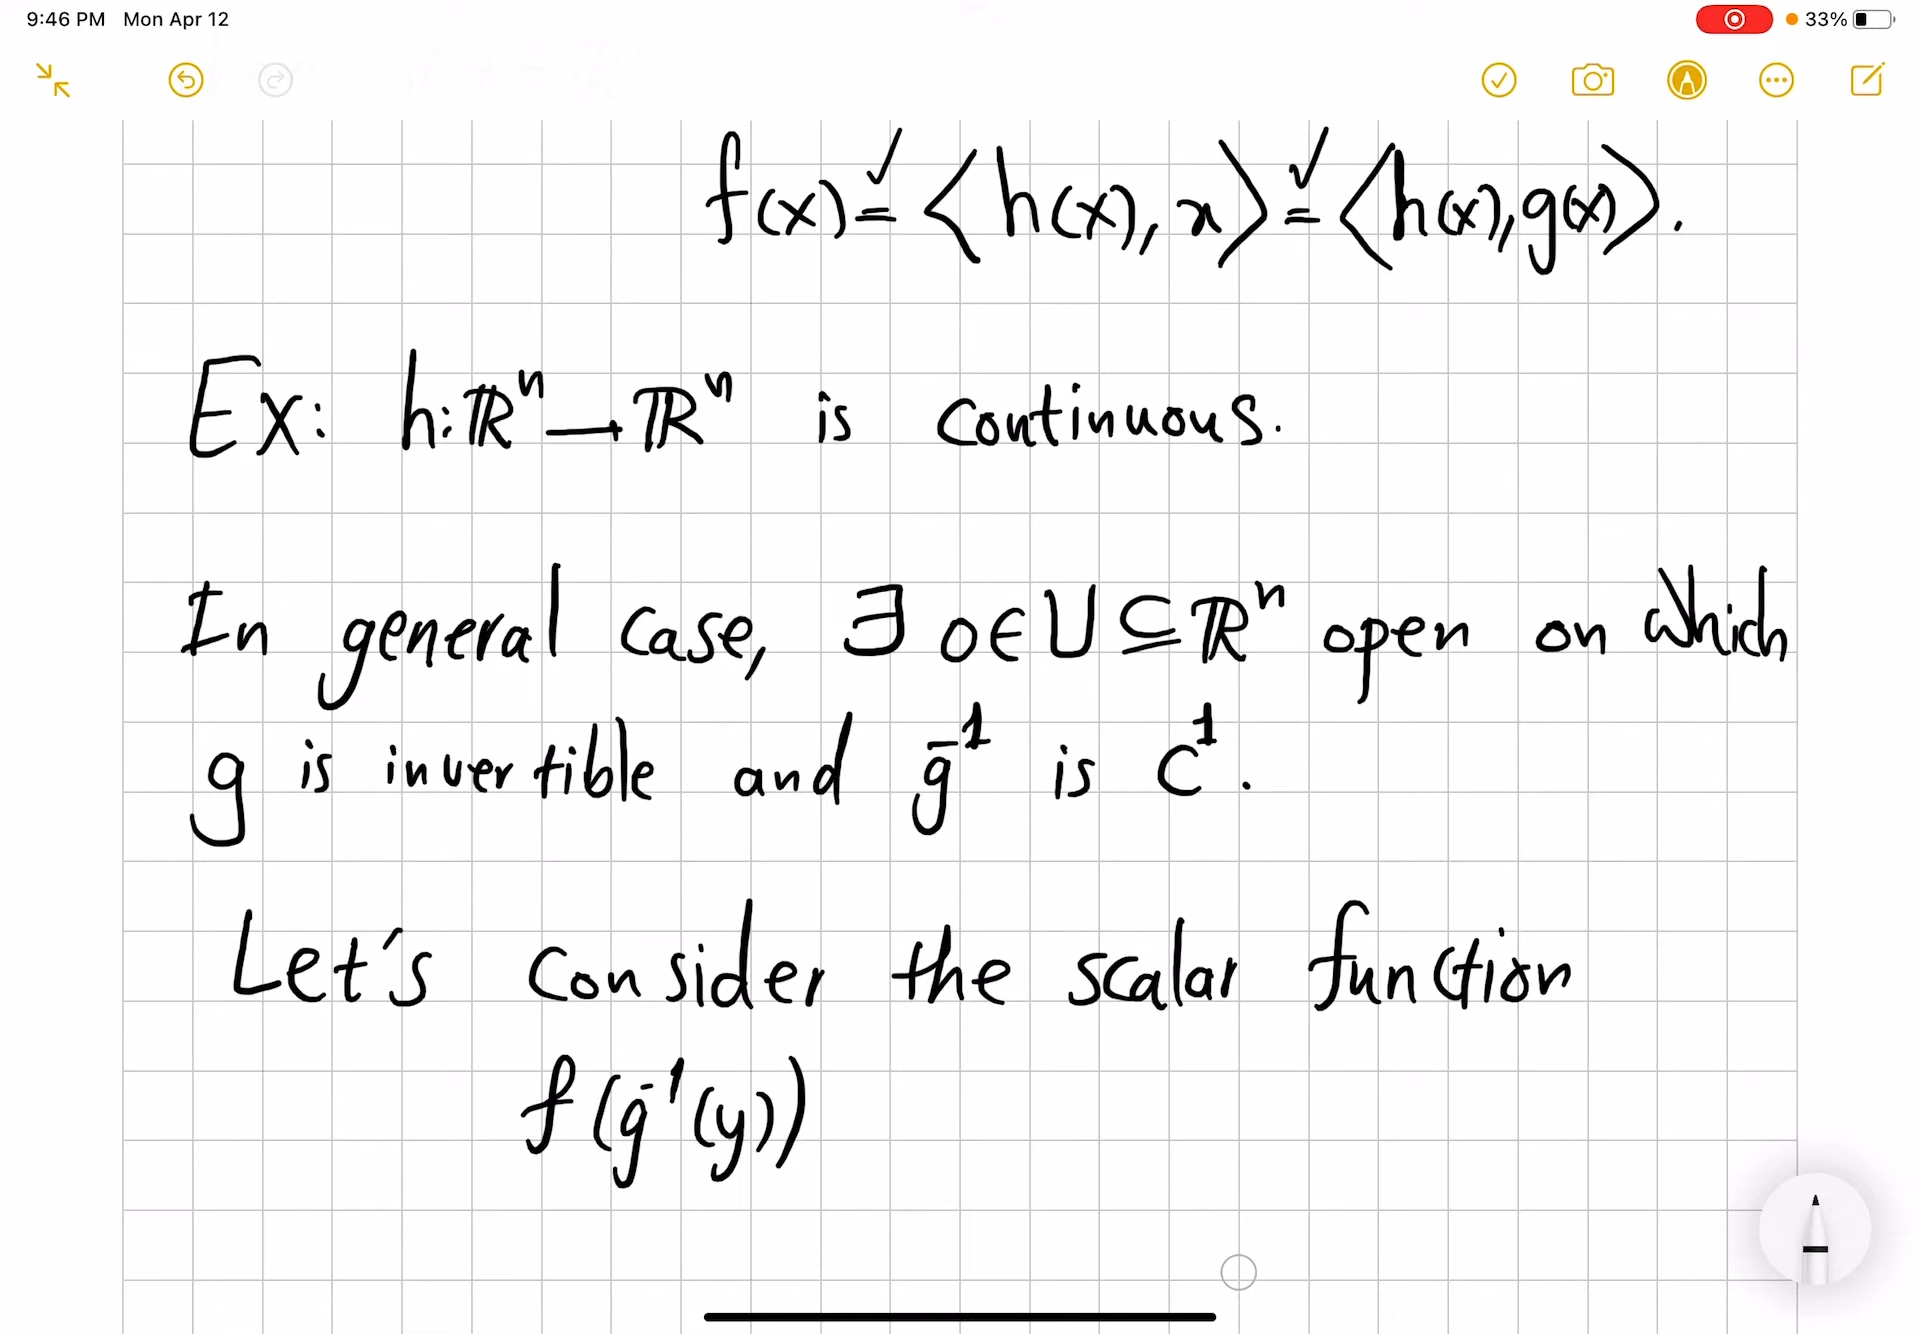 9:46 PM Mon Apr 12 33%
f(x) = ✓ <h(x), x> = ✓ <h(x), g(x)>.
Ex: h: ℝⁿ → ℝⁿ is continuous.
In general case, ∃ 0 ∈ U ⊆ ℝⁿ open on which
g is invertible and g⁻¹ is C¹.
Let's consider the scalar function
f(g⁻¹(y))